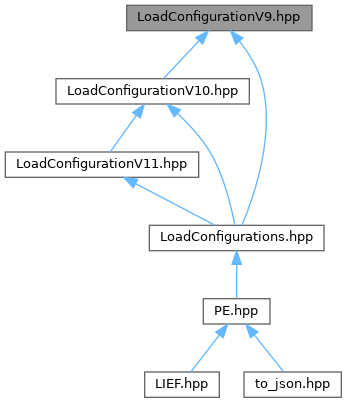 LoadConfigurationV9.hpp
LoadConfigurationV10.hpp
LoadConfigurationV11.hpp
LoadConfigurations.hpp
PE.hpp
LIEF.hpp
to_json.hpp